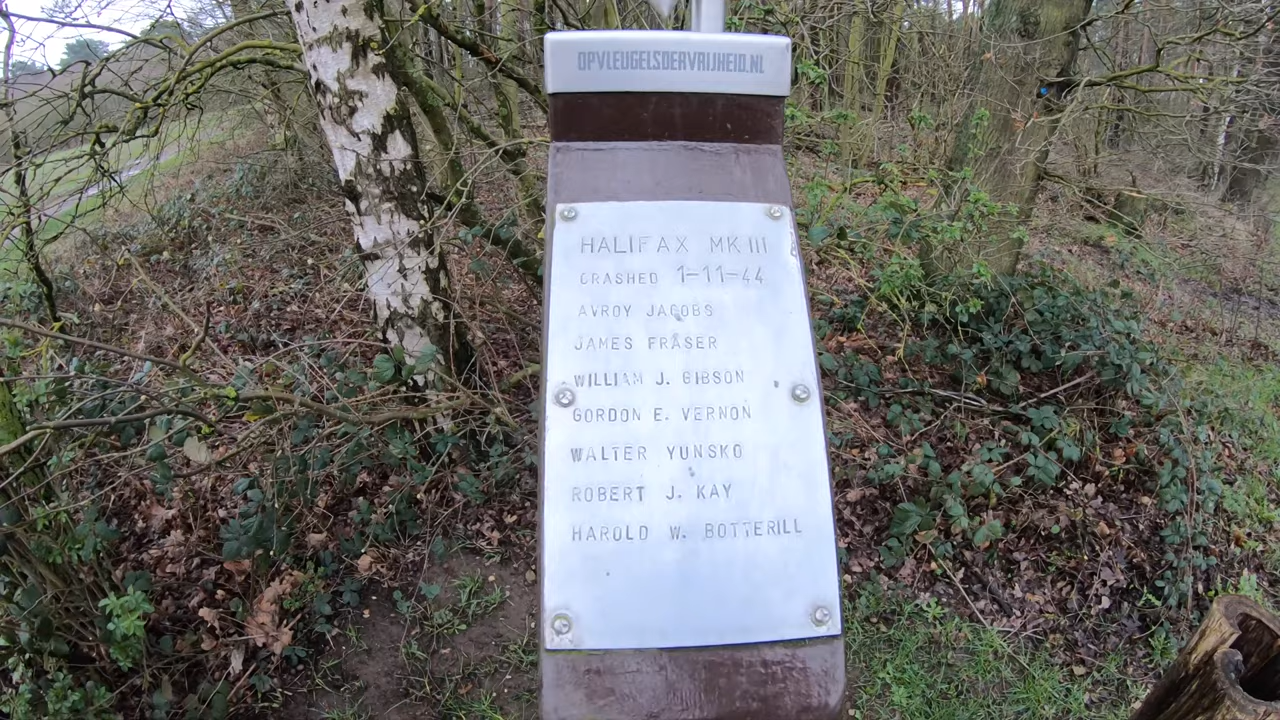 OPVLEUGELSDERVRIJHEID.NL
HALIFAX MK III
CRASHED 1-11-44
AVROY JACOBS
JAMES FRASER
WILLIAM J. GIBSON
GORDON E. VERNON
WALTER YUNSKO
ROBERT J. KAY
HAROLD W. BOTTERILL